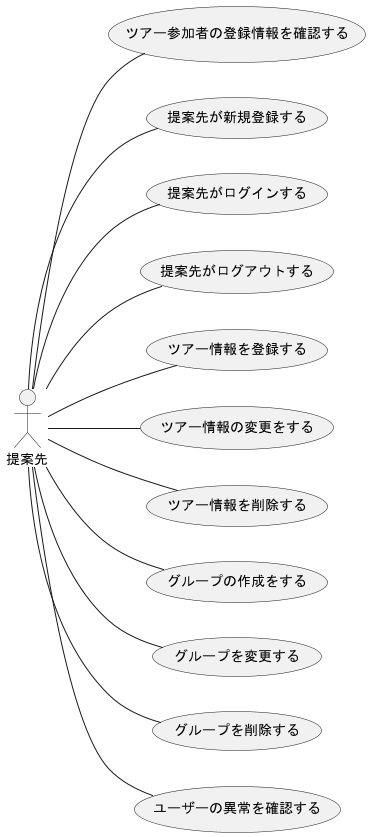 ツアー参加者の登録情報を確認する
提案先が新規登録する
提案先がログインする
提案先がログアウトする
ツアー情報を登録する
ツアー情報の変更をする
提案先
ツアー情報を削除する
グループの作成をする
グループを変更する
グループを削除する
ユーザーの異常を確認する